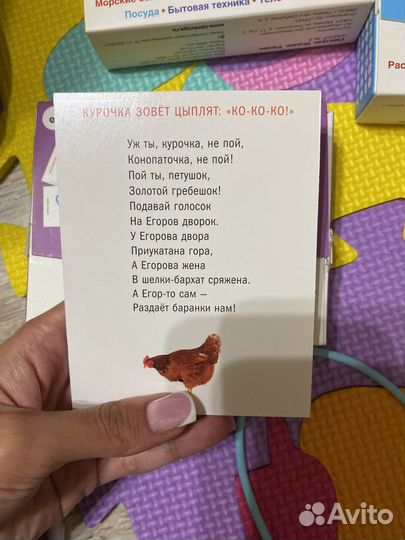 Посуда • Бытовая техника •
КУРОЧКА ЗОВЁТ ЦЫПЛЯТ: «КО-КО-КО!»
Уж ты, курочка, не пой,
Конопаточка, не пой!
Пой ты, петушок,
Золотой гребешок!
Подавай голосок
На Егоров дворок.
У Егорова двора
Приукатана гора,
А Егорова жена
В шелки-бархат сряжена.
А Егор-то сам –
Раздаёт баранки нам!
Avito